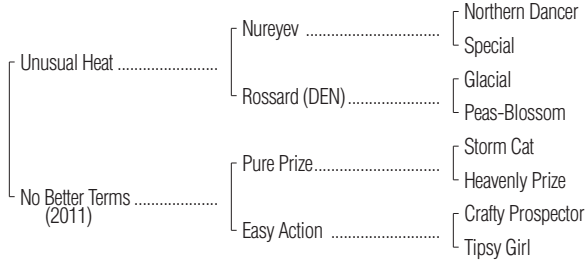 Northern Dancer
Nureyev ..............................
Special
Unusual Heat .......................
Glacial
Rossard (DEN).....................
Peas-Blossom
Storm Cat
Pure Prize............................
Heavenly Prize
No Better Terms ...................
(2011)
Crafty Prospector
Easy Action .........................
Tipsy Girl